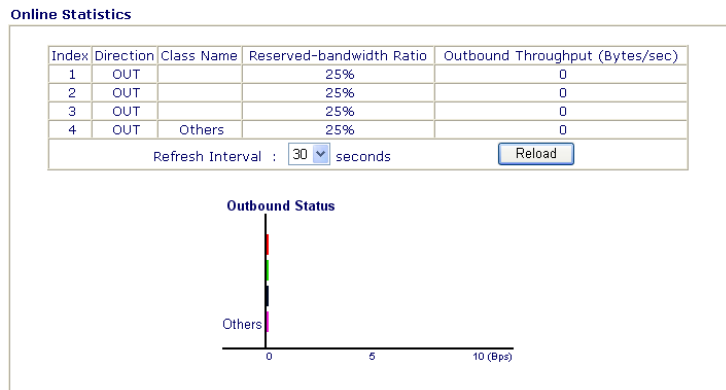 Online Statistics
Index Direction Class Name Reserved-bandwidth Ratio Outbound Throughput (Bytes/sec)
1 OUT 25% 0
2 OUT 25% 0
3 OUT 25% 0
4 OUT Others 25% 0
Refresh Interval : 30 seconds Reload
Outbound Status
Others
0 5 10 (Bps)